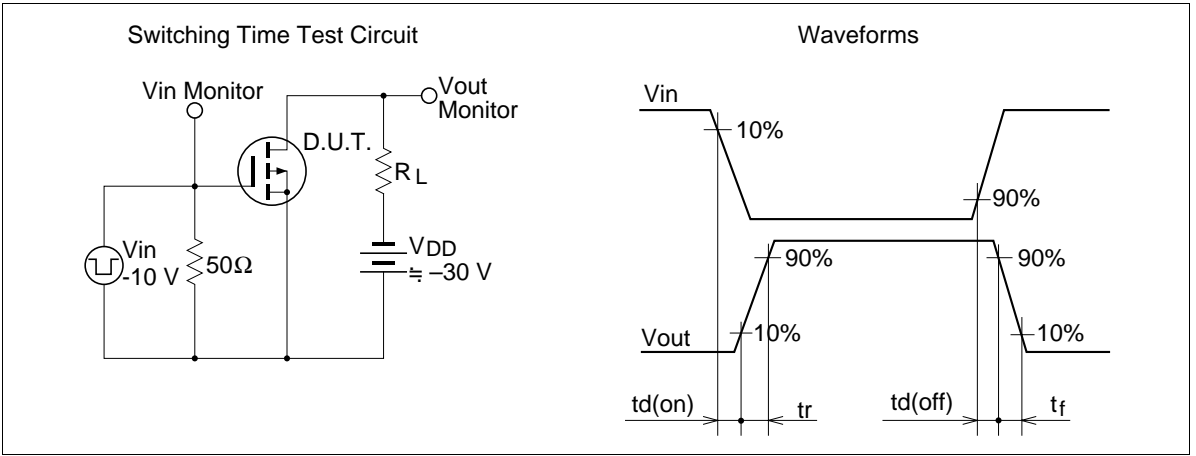 Switching Time Test Circuit
Vin Monitor
Vout
Monitor
D.U.T.
RL
Vin
-10 V
50Ω
VDD
≒ –30 V
Waveforms
Vin
10%
90%
90%
90%
Vout
10%
10%
td(on)
tr
td(off)
tf